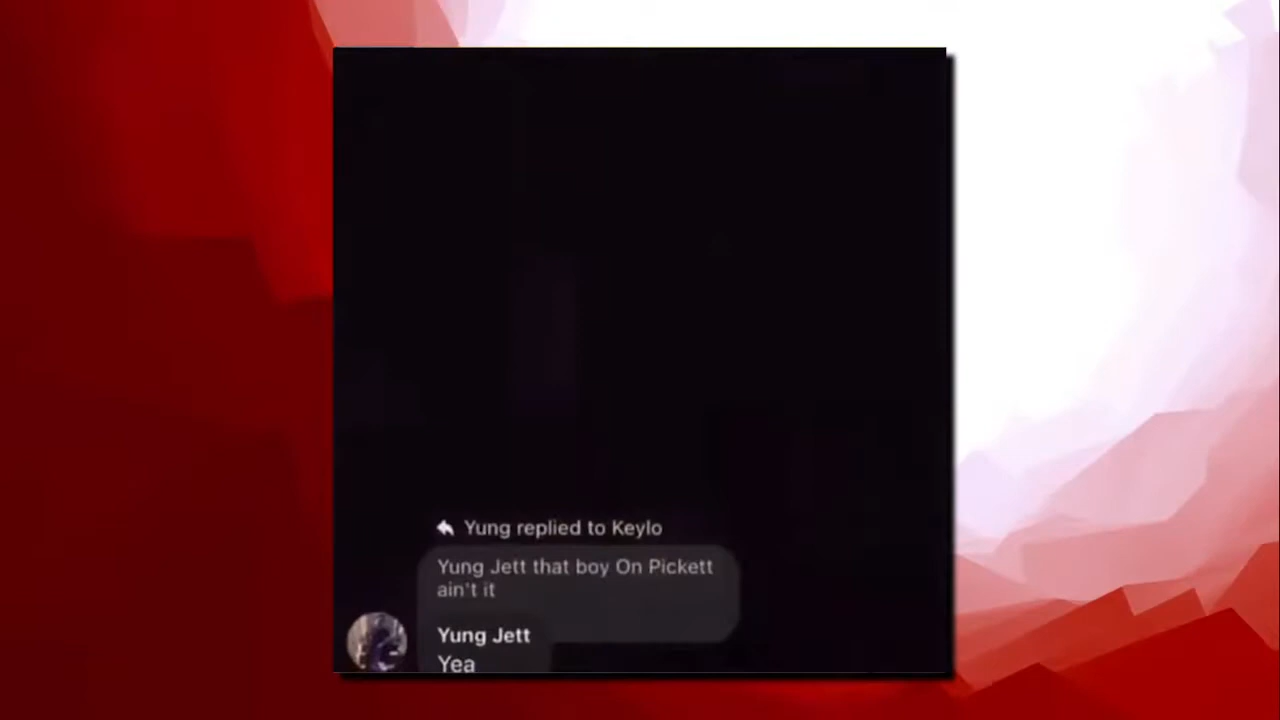 Yung replied to Keylo
Yung Jett that boy On Pickett
ain't it
Yung Jett
Yea